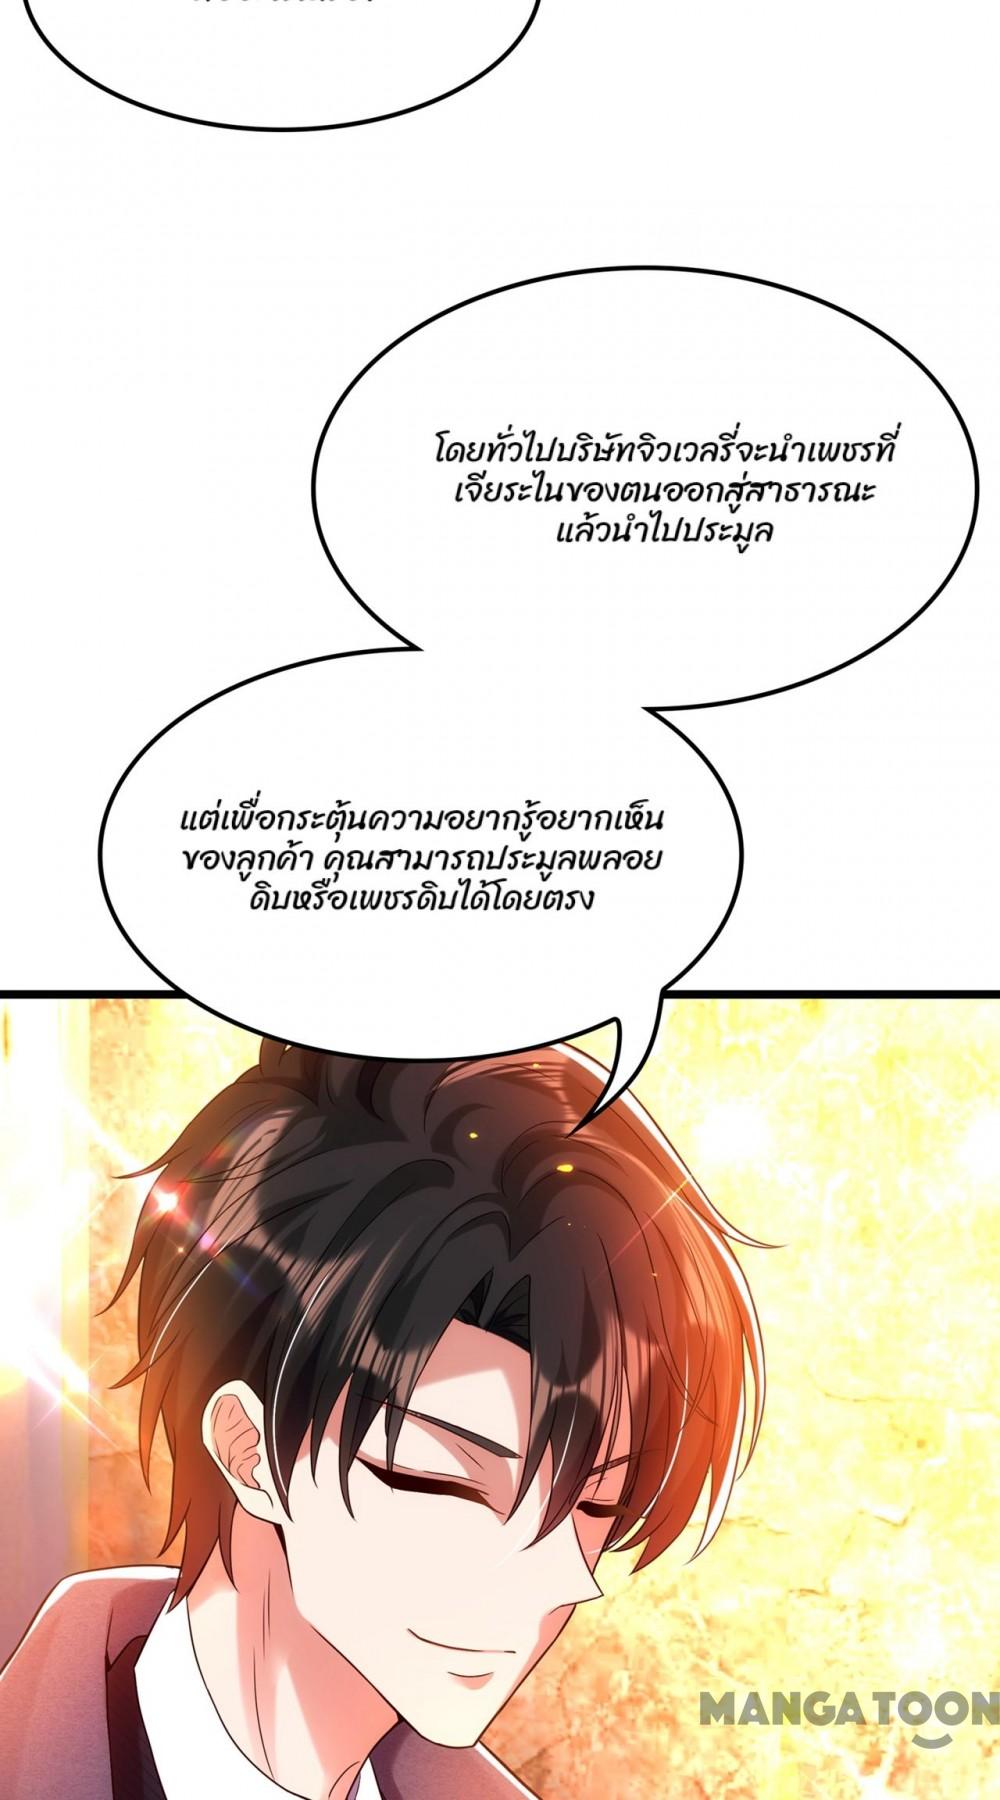 โดยทั่วไปบริษัทจิวเวลรี่จะนำเพชรที่
เจียระไนของตนออกสู่สาธารณะ
แล้วนำไปประมูล
แต่เพื่อกระตุ้นความอยากรู้อยากเห็น
ของลูกค้า คุณสามารถประมูลพลอย
ดิบหรือเพชรดิบได้โดยตรง
MANGATOON